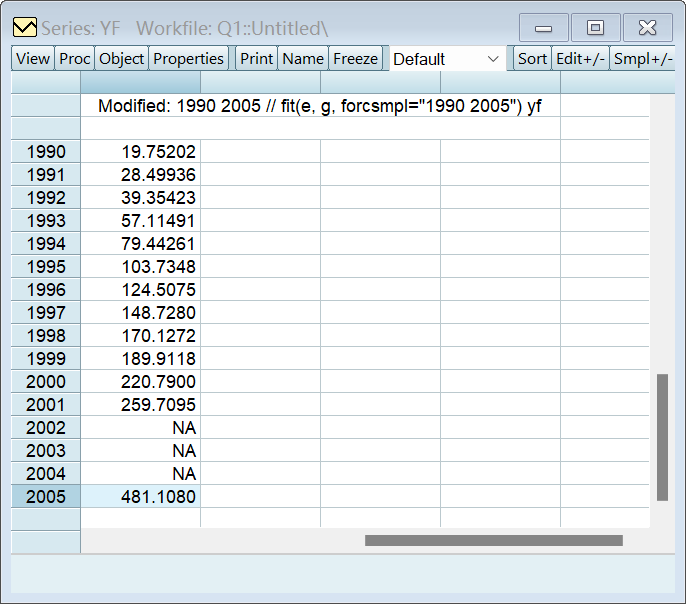 Series: YF Workfile: Q1::Untitled\
View Proc Object Properties Print Name Freeze Default Sort Edit+/- Smpl+/-
Modified: 1990 2005 // fit(e, g, forcsmpl="1990 2005") yf
1990 19.75202
1991 28.49936
1992 39.35423
1993 57.11491
1994 79.44261
1995 103.7348
1996 124.5075
1997 148.7280
1998 170.1272
1999 189.9118
2000 220.7900
2001 259.7095
2002 NA
2003 NA
2004 NA
2005 481.1080